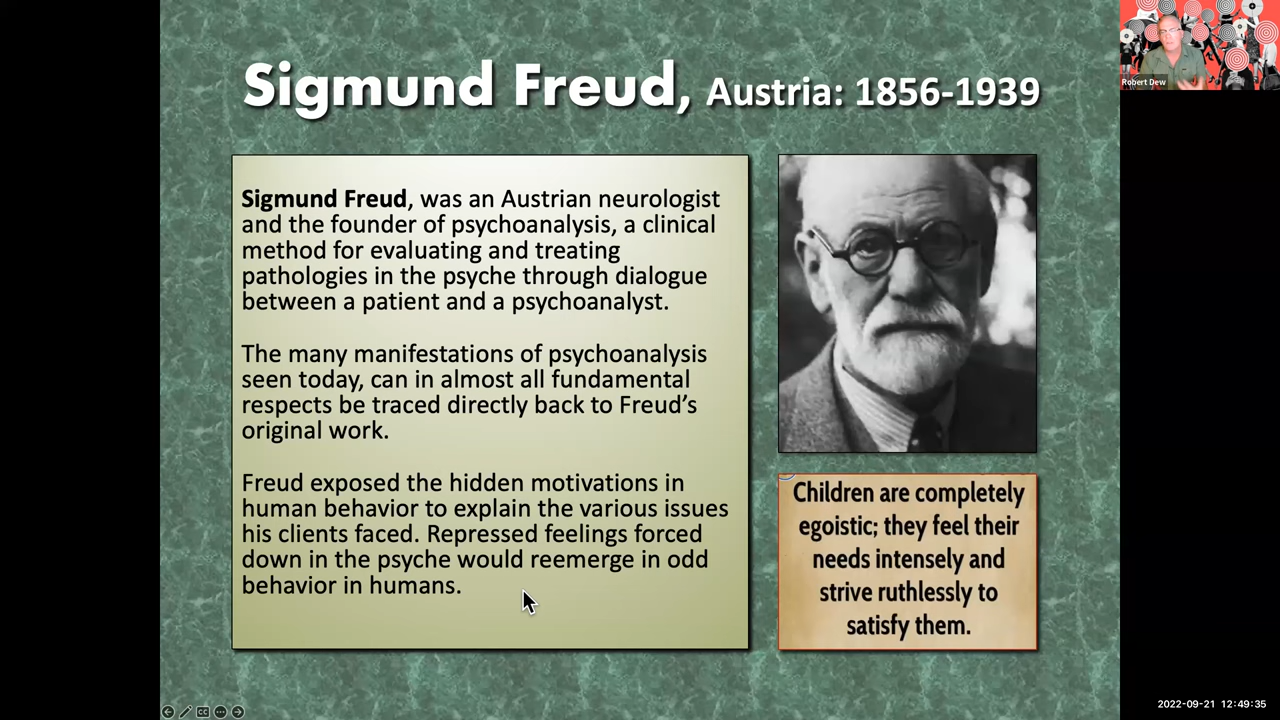 Sigmund Freud, Austria: 1856-1939
Robert Dew
Sigmund Freud, was an Austrian neurologist
and the founder of psychoanalysis, a clinical
method for evaluating and treating
pathologies in the psyche through dialogue
between a patient and a psychoanalyst.
The many manifestations of psychoanalysis
seen today, can in almost all fundamental
respects be traced directly back to Freud’s
original work.
Freud exposed the hidden motivations in
human behavior to explain the various issues
his clients faced. Repressed feelings forced
down in the psyche would reemerge in odd
behavior in humans.
Children are completely
egoistic; they feel their
needs intensely and
strive ruthlessly to
satisfy them.
CC
2022-09-21 12:49:35